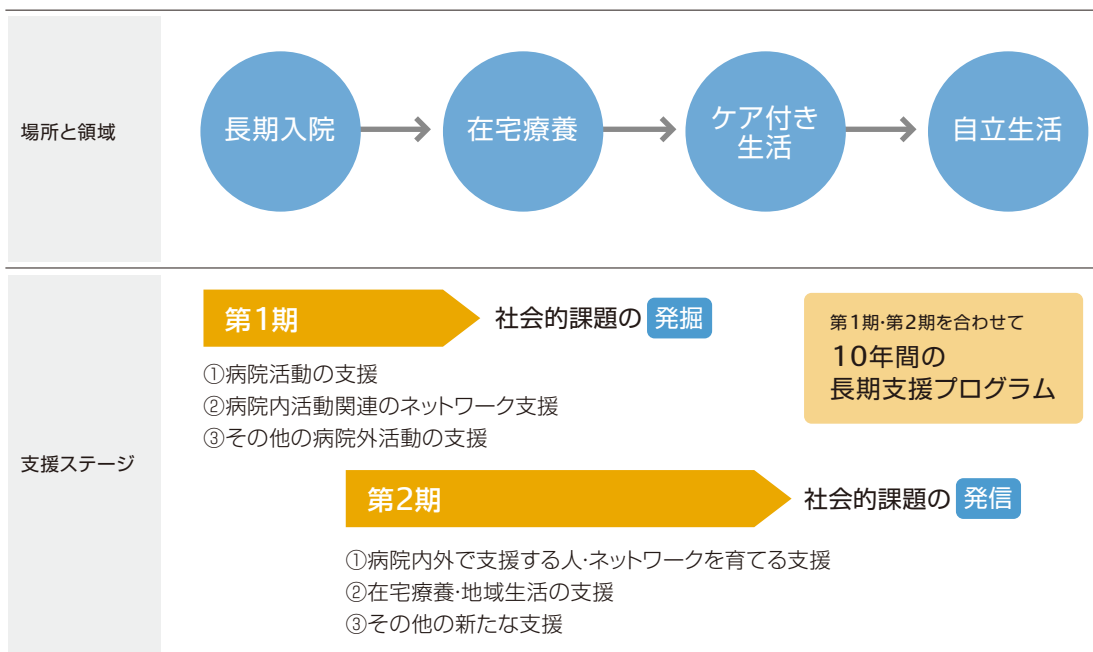 場所と領域
長期入院
在宅療養
ケア付き
生活
自立生活
支援ステージ
第1期
社会的課題の 発掘
①病院活動の支援
②病院内活動関連のネットワーク支援
③その他の病院外活動の支援
第1期・第2期を合わせて
10年間の
長期支援プログラム
第2期
社会的課題の 発信
①病院内外で支援する人・ネットワークを育てる支援
②在宅療養・地域生活の支援
③その他の新たな支援